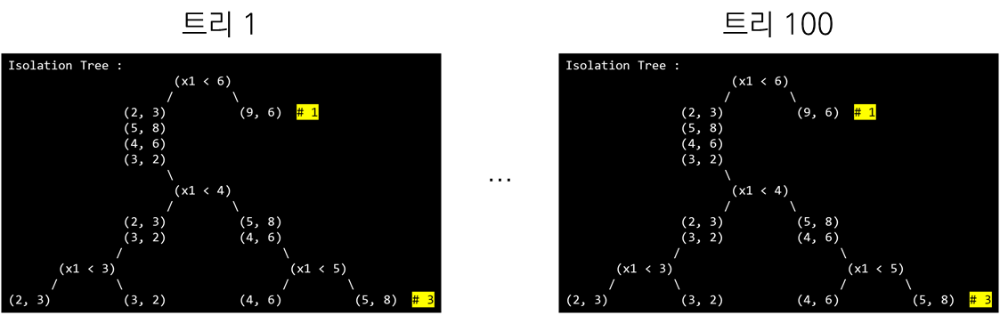 트리 1
Isolation Tree :
(x1 < 6)
/ \
(2, 3) (9, 6) # 1
(5, 8)
(4, 6)
(3, 2)
\
(x1 < 4)
/ \
(2, 3) (5, 8)
(3, 2) (4, 6)
/ \
(x1 < 3) (x1 < 5)
/ \ / \
(2, 3) (3, 2) (4, 6) (5, 8) # 3
...
트리 100
Isolation Tree :
(x1 < 6)
/ \
(2, 3) (9, 6) # 1
(5, 8)
(4, 6)
(3, 2)
\
(x1 < 4)
/ \
(2, 3) (5, 8)
(3, 2) (4, 6)
/ \
(x1 < 3) (x1 < 5)
/ \ / \
(2, 3) (3, 2) (4, 6) (5, 8) # 3